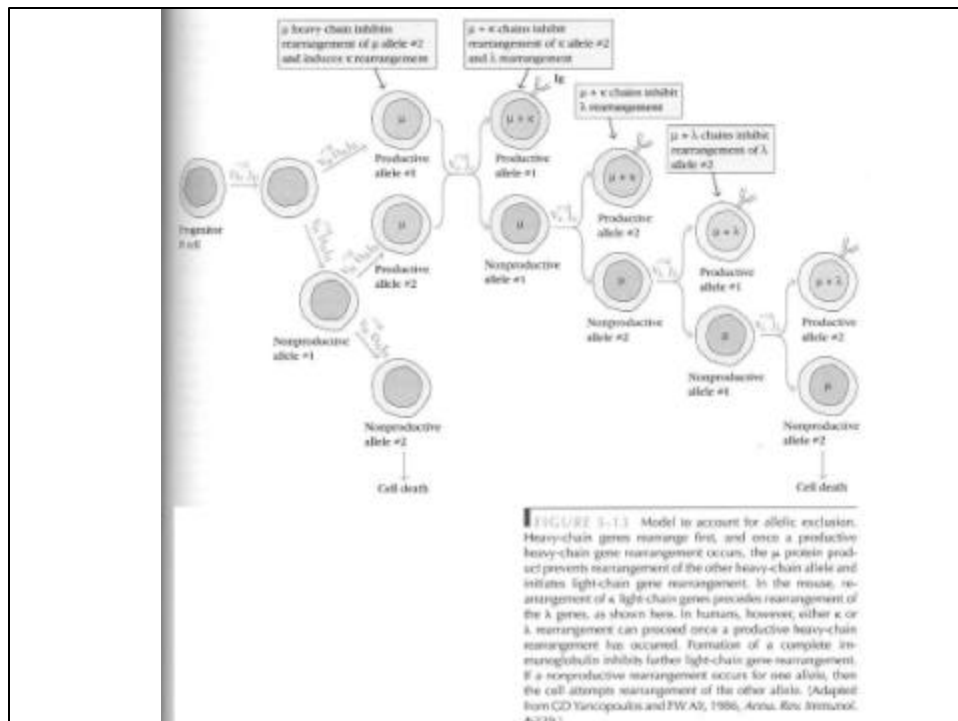 μ heavy chain inhibits
rearrangement of μ allele #2
and induces κ rearrangement
μ + κ chains inhibit
rearrangement of κ allele #2
and λ rearrangement
Ig
μ + κ chains inhibit
λ rearrangement
μ + λ chains inhibit
rearrangement of λ
allele #2
μ
μ + κ
Productive
allele #1
Productive
allele #1
μ + κ
Progenitor
B cell
μ
μ
Productive
allele #2
μ + λ
Productive
allele #2
Nonproductive
allele #1
μ
Productive
allele #1
μ + λ
Nonproductive
allele #1
Nonproductive
allele #2
μ
Productive
allele #2
Nonproductive
allele #1
μ
Nonproductive
allele #2
Nonproductive
allele #2
Cell death
Cell death
FIGURE 5-13 Model to account for allelic exclusion.
Heavy-chain genes rearrange first, and once a productive
heavy-chain gene rearrangement occurs, the μ protein prod-
uct prevents rearrangement of the other heavy-chain allele and
initiates light-chain gene rearrangement. In the mouse, re-
arrangement of κ light-chain genes precedes rearrangement of
the λ genes, as shown here. In humans, however, either κ or
λ rearrangement can proceed once a productive heavy-chain
rearrangement has occurred. Formation of a complete im-
munoglobulin inhibits further light-chain gene rearrangement.
If a nonproductive rearrangement occurs for one allele, then
the cell attempts rearrangement of the other allele. (Adapted
from GD Yancopoulos and FW Alt, 1986, Annu. Rev. Immunol.